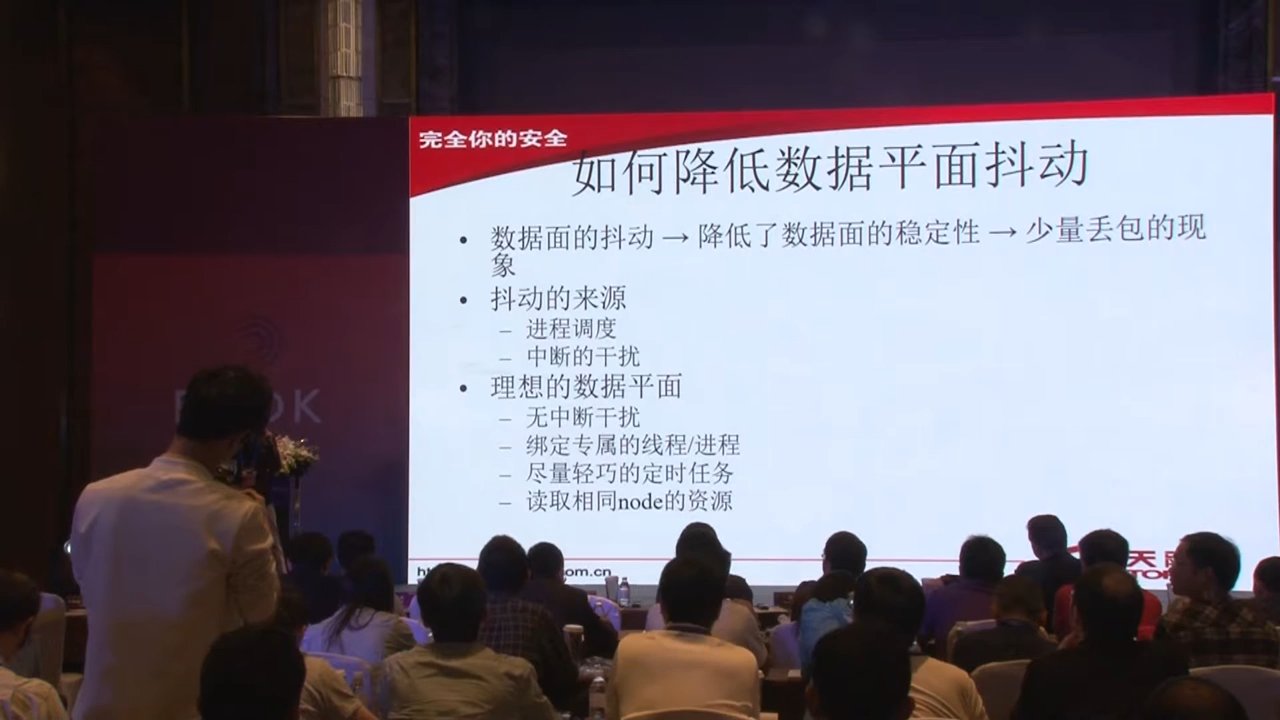 完全你的安全
如何降低数据平面抖动
• 数据面的抖动 → 降低了数据面的稳定性 → 少量丢包的现
象
• 抖动的来源
– 进程调度
– 中断的干扰
• 理想的数据平面
– 无中断干扰
– 绑定专属的线程/进程
– 尽量轻巧的定时任务
– 读取相同node的资源
om.cn
天